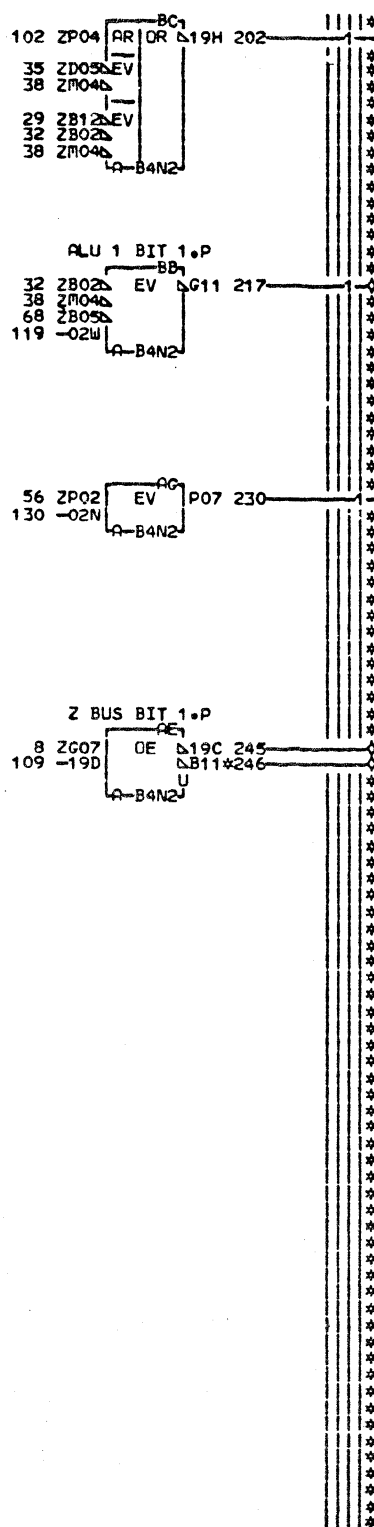 BC
102 ZP04 AR OR 19H 202 1
35 ZD05 EV
38 ZM04
29 ZB12 EV
32 ZB02
38 ZM04
A B4N2
ALU 1 BIT 1.P
BB
32 ZB02 EV G11 217 1
38 ZM04
68 ZB05
119 -02W
A B4N2
AG
56 ZP02 EV P07 230 1
130 -02N
A B4N2
Z BUS BIT 1.P
AE
8 ZG07 OE 19C 245
109 -19D B11*246
U
A B4N2